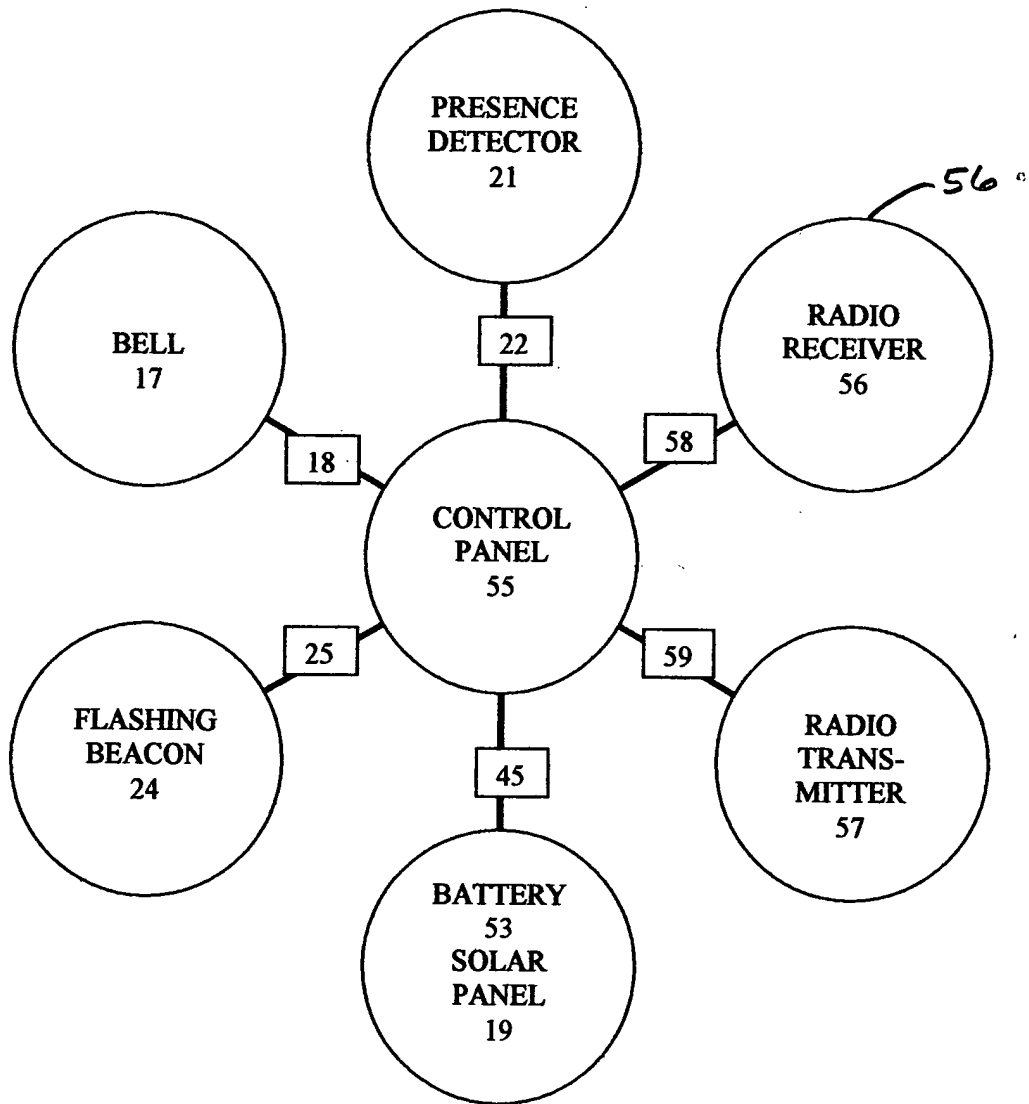 PRESENCE
DETECTOR
21
56
BELL
17
22
RADIO
RECEIVER
56
18
58
CONTROL
PANEL
55
25
59
FLASHING
BEACON
24
45
RADIO
TRANS-
MITTER
57
BATTERY
53
SOLAR
PANEL
19